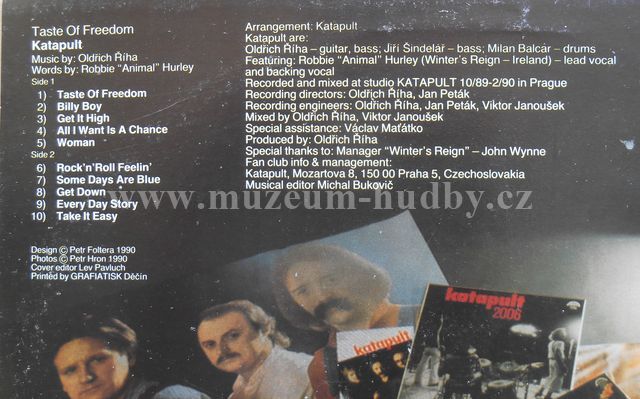 Taste Of Freedom
Katapult
Music by: Oldřich Říha
Words by: Robbie "Animal" Hurley
Side 1
1) Taste Of Freedom
2) Billy Boy
3) Get It High
4) All I Want Is A Chance
5) Woman
Side 2
6) Rock'n'Roll Feelin'
7) Some Days Are Blue
8) Get Down
9) Every Day Story
10) Take It Easy
Design © Petr Foltera 1990
Photos © Petr Hron 1990
Cover editor Lev Pavluch
Printed by GRAFIATISK Děčín
Arrangement: Katapult
Katapult are:
Oldřich Říha – guitar, bass; Jiří Šindelář – bass; Milan Balcar – drums
Featuring: Robbie "Animal" Hurley (Winter's Reign – Ireland) – lead vocal
and backing vocal
Recorded and mixed at studio KATAPULT 10/89-2/90 in Prague
Recording directors: Oldřich Říha, Jan Peták
Recording engineers: Oldřich Říha, Jan Peták, Viktor Janoušek
Mixed by Oldřich Říha, Viktor Janoušek
Special assistance: Václav Maťátko
Produced by: Oldřich Říha
Special thanks to: Manager "Winter's Reign" – John Wynne
Fan club info & management:
Katapult, Mozartova 8, 150 00 Praha 5, Czechoslovakia
Musical editor Michal Bukovič
www.muzeum-hudby.cz
katapult
katapult
2006